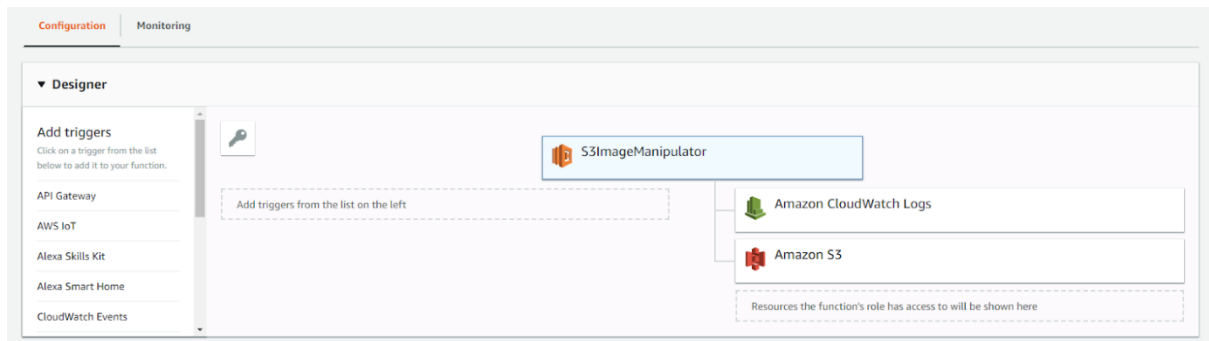 Configuration
Monitoring
Designer
Add triggers
Click on a trigger from the list
below to add it to your function.
API Gateway
AWS IoT
Alexa Skills Kit
Alexa Smart Home
CloudWatch Events
Add triggers from the list on the left
S3ImageManipulator
Amazon CloudWatch Logs
Amazon S3
Resources the function's role has access to will be shown here